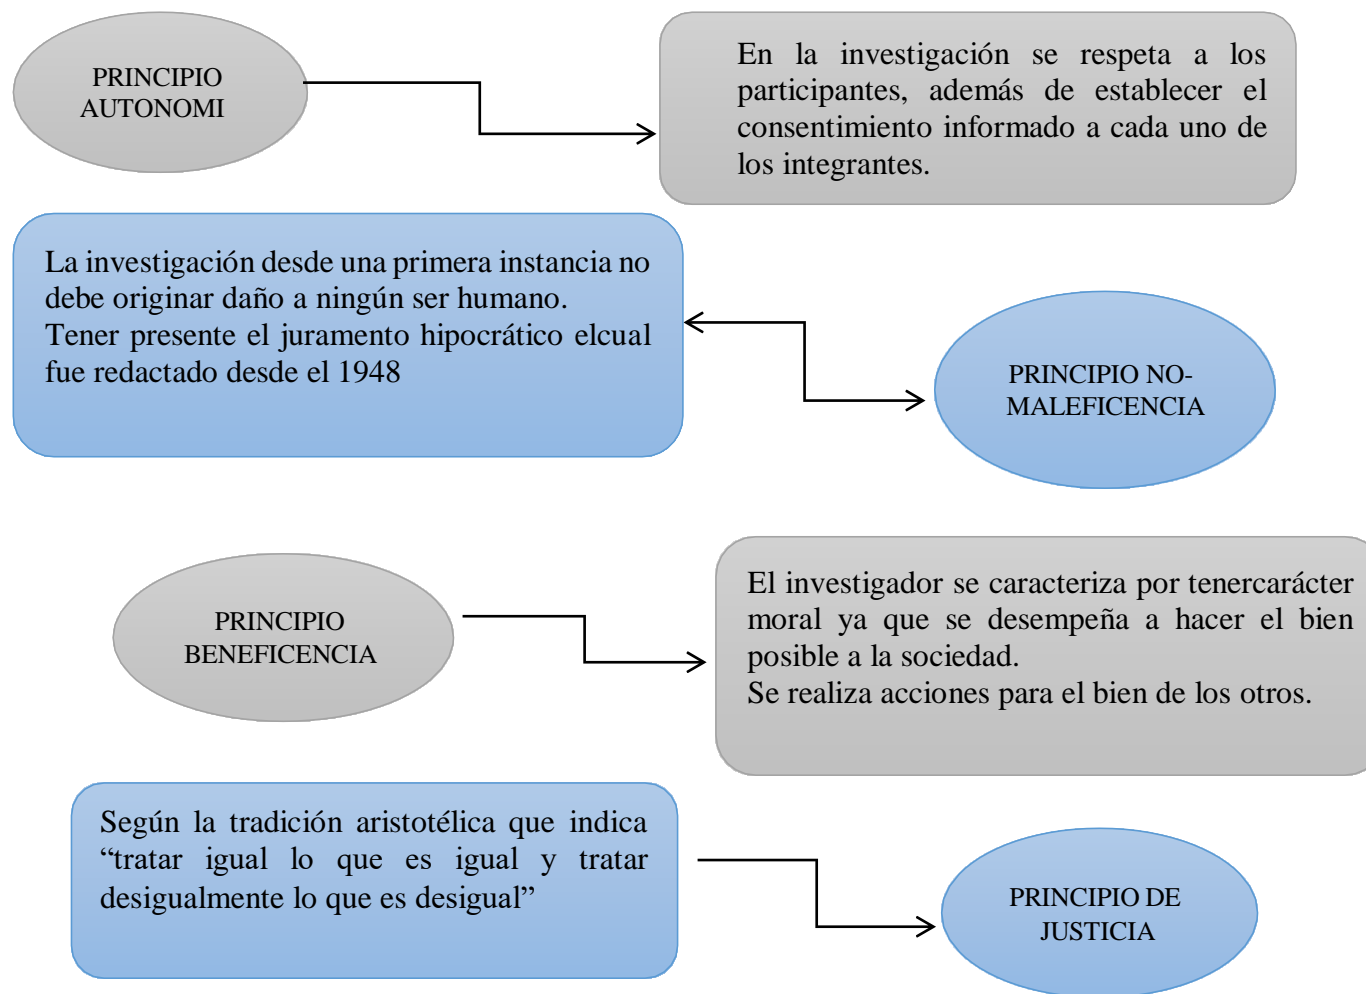 PRINCIPIO
AUTONOMI
En la investigación se respeta a los
participantes, además de establecer el
consentimiento informado a cada uno de
los integrantes.
La investigación desde una primera instancia no
debe originar daño a ningún ser humano.
Tener presente el juramento hipocrático elcual
fue redactado desde el 1948
PRINCIPIO NO-
MALEFICENCIA
PRINCIPIO
BENEFICENCIA
El investigador se caracteriza por tenercarácter
moral ya que se desempeña a hacer el bien
posible a la sociedad.
Se realiza acciones para el bien de los otros.
Según la tradición aristotélica que indica
“tratar igual lo que es igual y tratar
desigualmente lo que es desigual”
PRINCIPIO DE
JUSTICIA